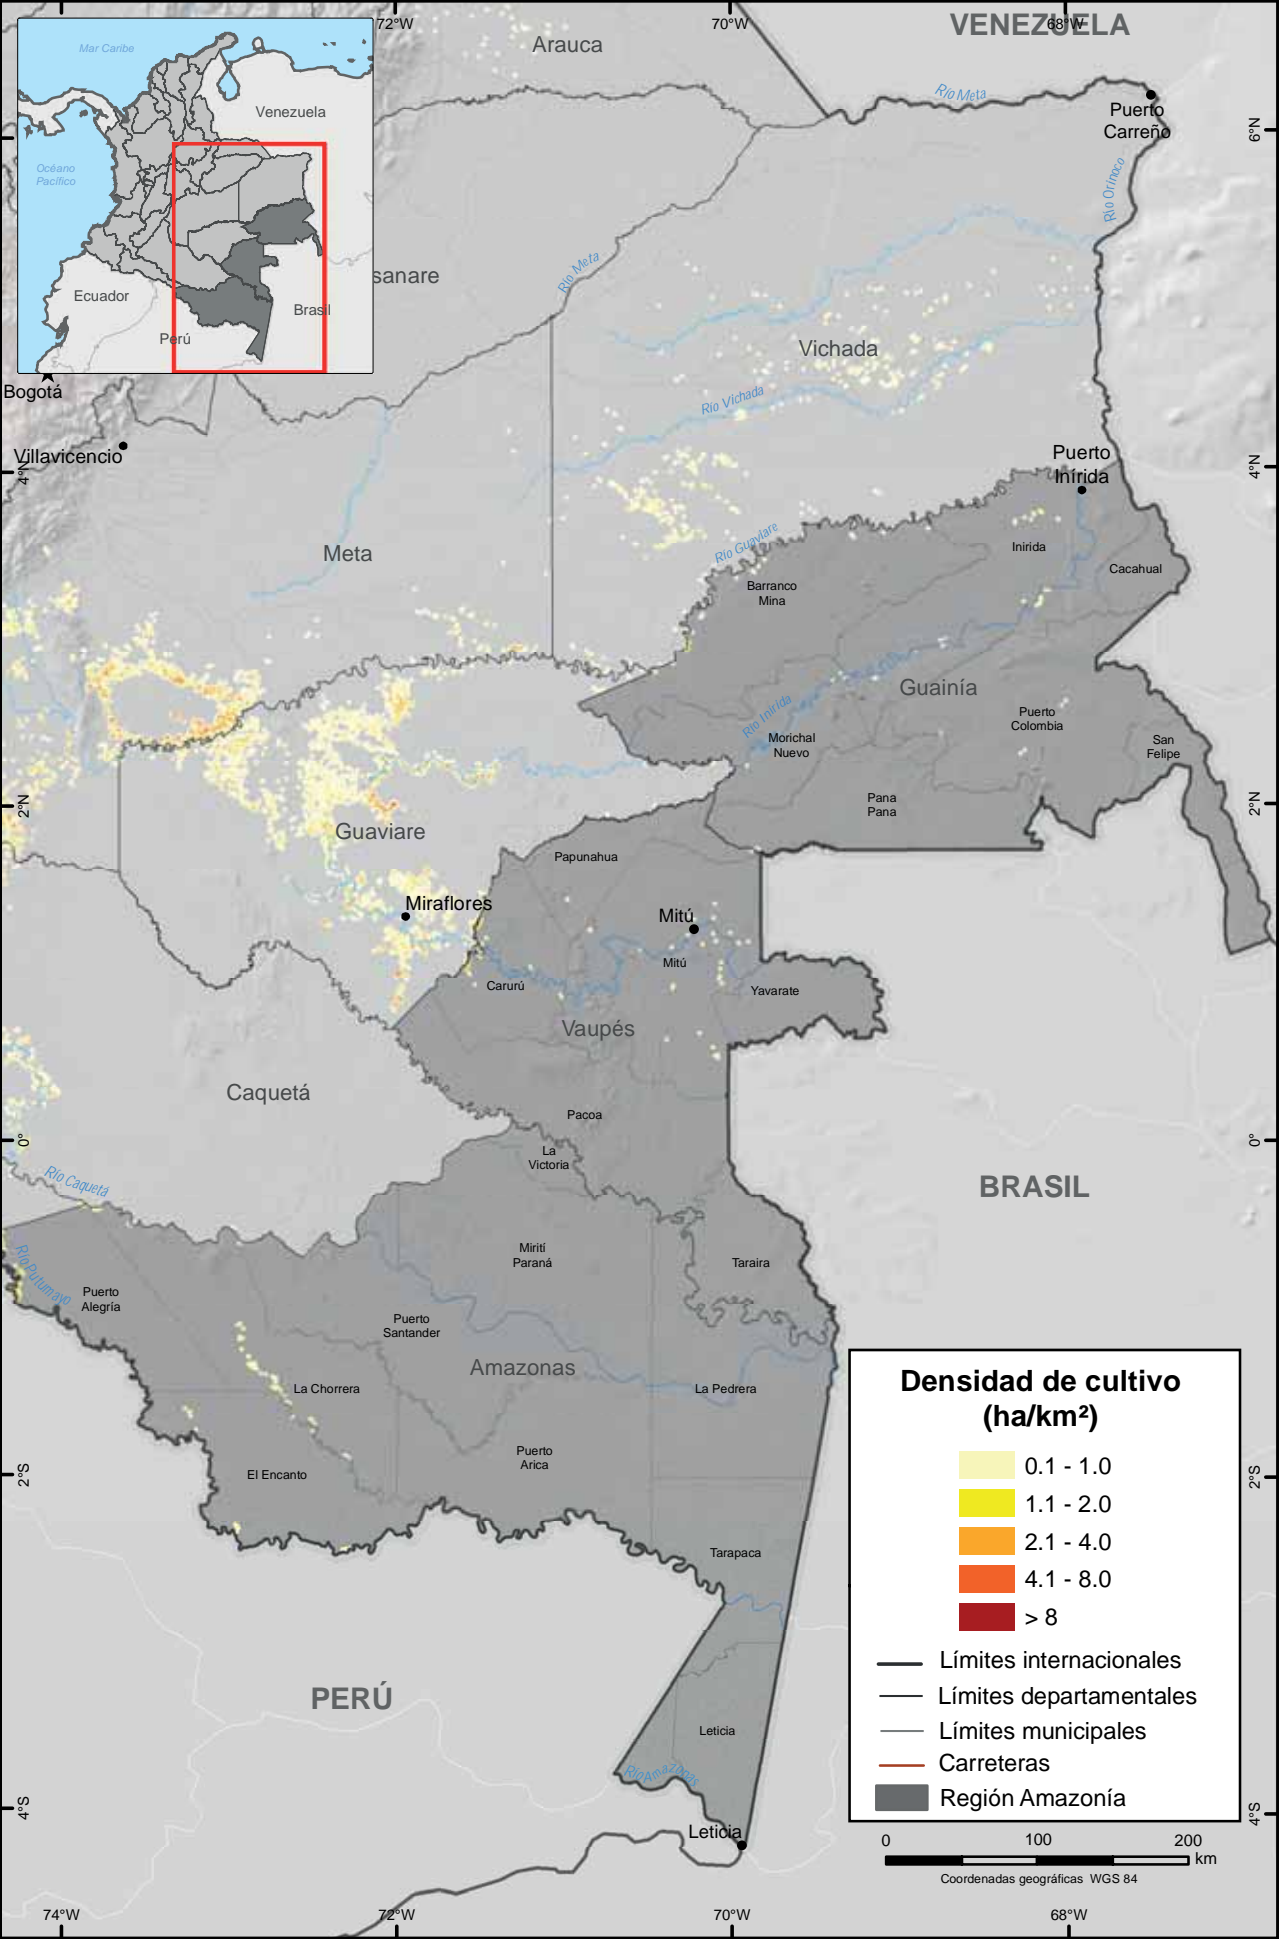 72°W
70°W
68°W
VENEZUELA
Arauca
Mar Caribe
Venezuela
Océano
Pacífico
Ecuador
Perú
Brasil
Río Meta
Puerto
Carreño
6°N
Río Orinoco
sanare
Río Meta
Vichada
Río Vichada
Bogotá
Villavicencio
4°N
Puerto
Inírida
4°N
Meta
Río Guaviare
Inirida
Cacahual
Barranco
Mina
Guainía
Río Inírida
Puerto
Colombia
Morichal
Nuevo
San
Felipe
2°N
Pana
Pana
2°N
Guaviare
Papunahua
Miraflores
Mitú
Mitú
Carurú
Yavarate
Vaupés
Caquetá
Pacoa
0°
0°
La
Victoria
Río Caquetá
BRASIL
Mirití
Paraná
Taraira
Río Putumayo
Puerto
Alegría
Puerto
Santander
Amazonas
La Chorrera
La Pedrera
Puerto
Arica
El Encanto
2°S
2°S
Tarapaca
PERÚ
Leticia
Río Amazonas
Leticia
4°S
4°S
Densidad de cultivo
(ha/km²)
0.1 - 1.0
1.1 - 2.0
2.1 - 4.0
4.1 - 8.0
> 8
Límites internacionales
Límites departamentales
Límites municipales
Carreteras
Región Amazonía
0 100 200
km
Coordenadas geográficas WGS 84
74°W
72°W
70°W
68°W